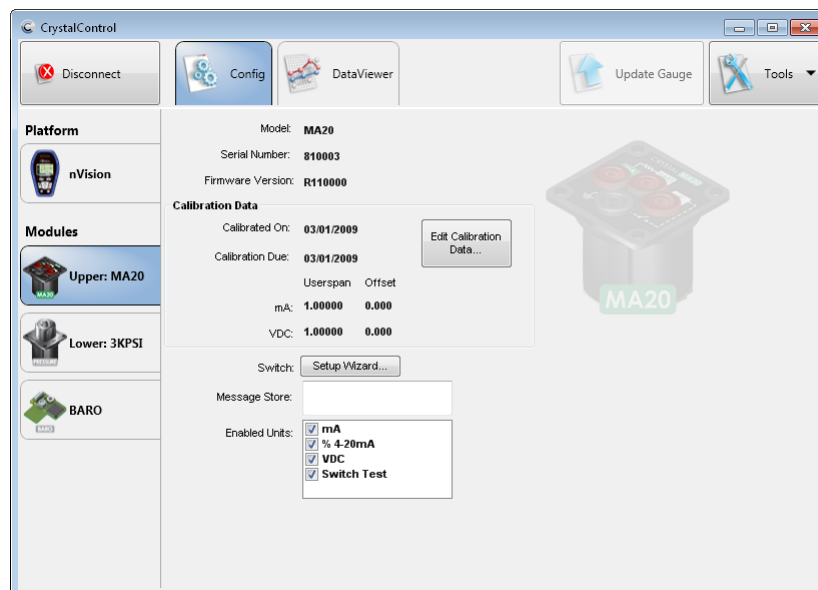 CrystalControl
Disconnect
Config
DataViewer
Update Gauge
Tools
Platform
nVision
Modules
Upper: MA20
MA20
Lower: 3KPSI
PRESSURE
BARO
BARO
Model: MA20
Serial Number: 810003
Firmware Version: R110000
Calibration Data
Calibrated On: 03/01/2009
Calibration Due: 03/01/2009
Edit Calibration
Data...
Userspan Offset
mA: 1.00000 0.000
VDC: 1.00000 0.000
Switch: Setup Wizard...
Message Store:
Enabled Units:
mA
% 4-20mA
VDC
Switch Test
MA20